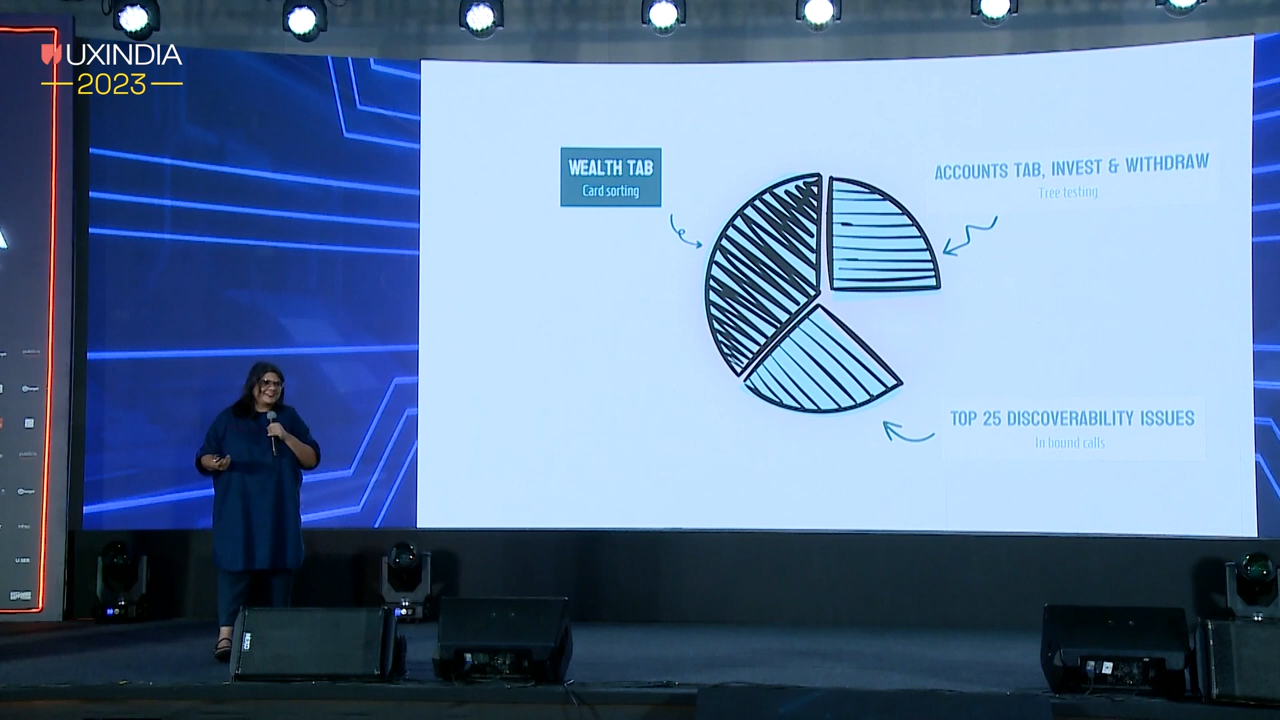 UXINDIA
2023
WEALTH TAB
Card sorting
ACCOUNTS TAB, INVEST & WITHDRAW
Tree testing
TOP 25 DISCOVERABILITY ISSUES
In bound calls